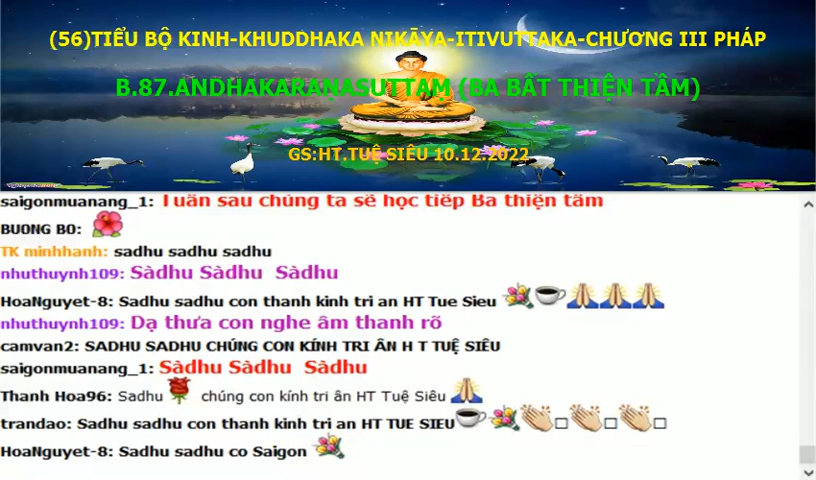 (56)TIỂU BỘ KINH-KHUDDHAKA NIKĀYA-ITIVUTTAKA-CHƯƠNG III PHÁP
B.87.ANDHAKARAṆASUTTAṂ (BA BẤT THIỆN TẦM)
GS:HT.TUỆ SIÊU 10.12.2022
saigonmuanang_1: Tuần sau chúng ta sẽ học tiếp Ba thiện tầm
BUONG BO:
TK minhhanh: sadhu sadhu sadhu
nhuthuynh109: Sàdhu Sàdhu Sàdhu
HoaNguyet-8: Sadhu sadhu con thanh kinh tri an HT Tue Sieu
nhuthuynh109: Dạ thưa con nghe âm thanh rõ
camvan2: SADHU SADHU CHÚNG CON KÍNH TRI ÂN H T TUỆ SIÊU
saigonmuanang_1: Sàdhu Sàdhu Sàdhu
Thanh Hoa96: Sadhu chúng con kính tri ân HT Tuệ Siêu
trandao: Sadhu sadhu con thanh kinh tri an HT TUE SIEU
HoaNguyet-8: Sadhu sadhu co Saigon